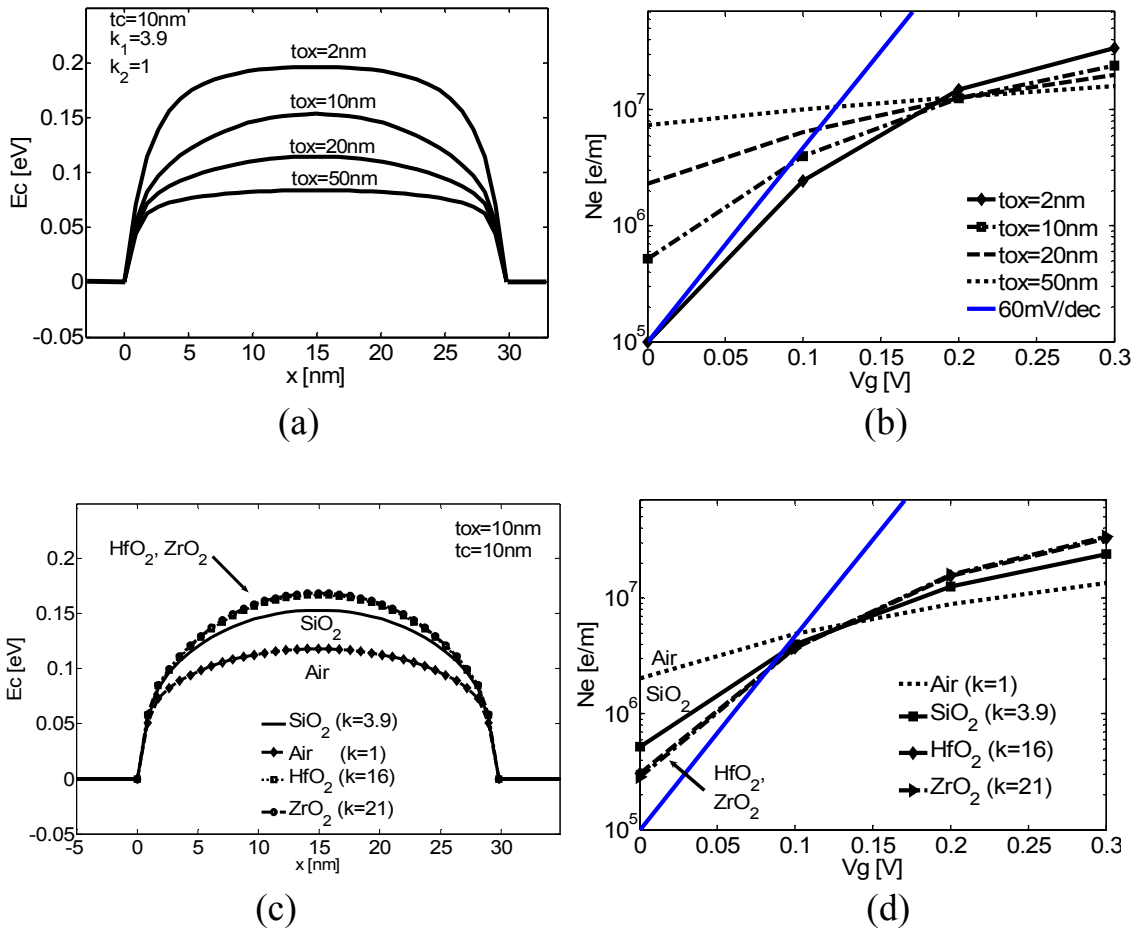 tc=10nm
k1=3.9
k2=1
tox=2nm
tox=10nm
tox=20nm
tox=50nm
0.2
0.15
0.1
0.05
0
-0.05
Ec [eV]
0 5 10 15 20 25 30
x [nm]
(a)
10^7
10^6
10^5
Ne [e/m]
tox=2nm
tox=10nm
tox=20nm
tox=50nm
60mV/dec
0 0.05 0.1 0.15 0.2 0.25 0.3
Vg [V]
(b)
tox=10nm
tc=10nm
HfO2, ZrO2
SiO2
Air
SiO2 (k=3.9)
Air (k=1)
HfO2 (k=16)
ZrO2 (k=21)
0.2
0.15
0.1
0.05
0
-0.05
Ec [eV]
-5 0 5 10 15 20 25 30 35
x [nm]
(c)
10^7
10^6
10^5
Ne [e/m]
Air
SiO2
HfO2,
ZrO2
Air (k=1)
SiO2 (k=3.9)
HfO2 (k=16)
ZrO2 (k=21)
0 0.05 0.1 0.15 0.2 0.25 0.3
Vg [V]
(d)